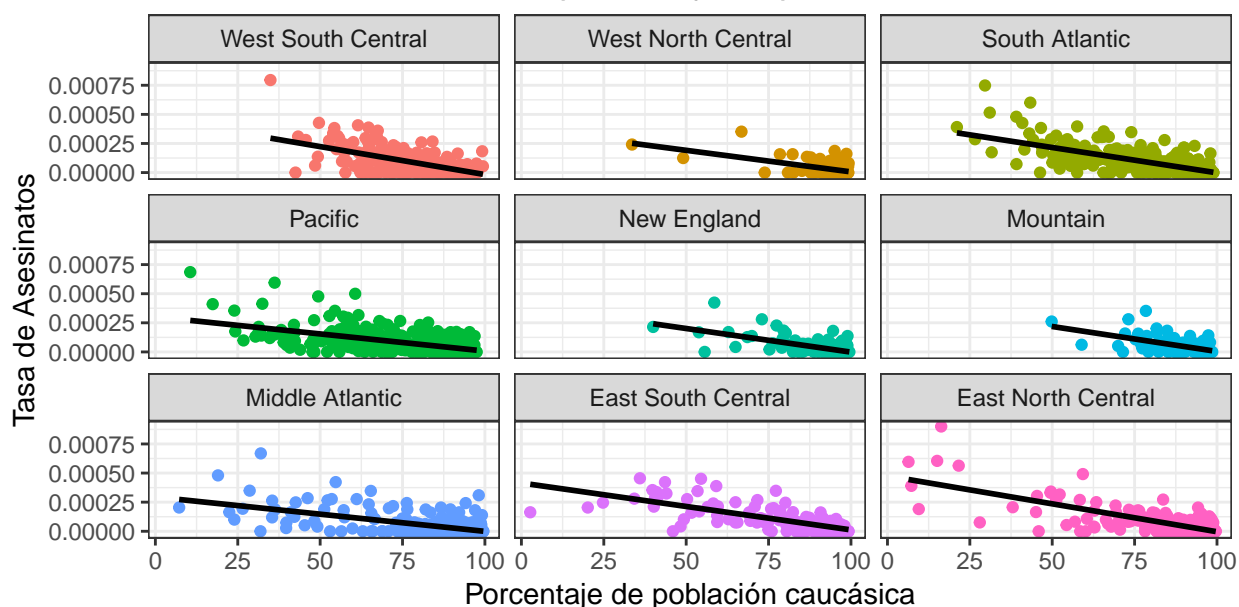 West South Central
West North Central
South Atlantic
0.00075
0.00050
0.00025
0.00000
Pacific
New England
Mountain
0.00075
0.00050
0.00025
0.00000
Middle Atlantic
East South Central
East North Central
0.00075
0.00050
0.00025
0.00000
0 25 50 75 100
0 25 50 75 100
0 25 50 75 100
Tasa de Asesinatos
Porcentaje de población caucásica